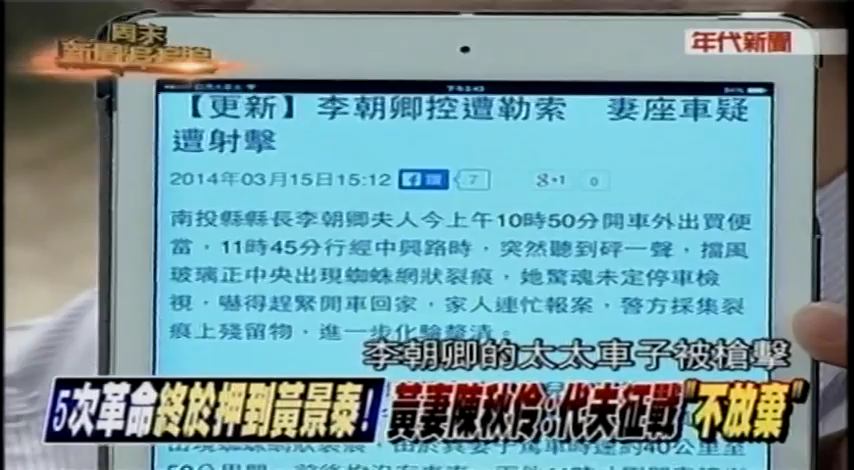 周末
年代新聞
下午5:43
【更新】李朝卿控遭勒索　妻座車疑
遭射擊
2014年03月15日15:12 7 8+1 0
南投縣縣長李朝卿夫人今上午10時50分開車外出買便
當，11時45分行經中興路時，突然聽到砰一聲，擋風
玻璃正中央出現蜘蛛網狀裂痕，她驚魂未定停車檢
視，嚇得趕緊開車回家，家人連忙報案，警方採集裂
痕上殘留物，進一步化驗釐清。
李朝卿的太太車子被槍擊
5次革命終於押到黃景泰! 黃妻陳秋伶:代夫征戰"不放棄"